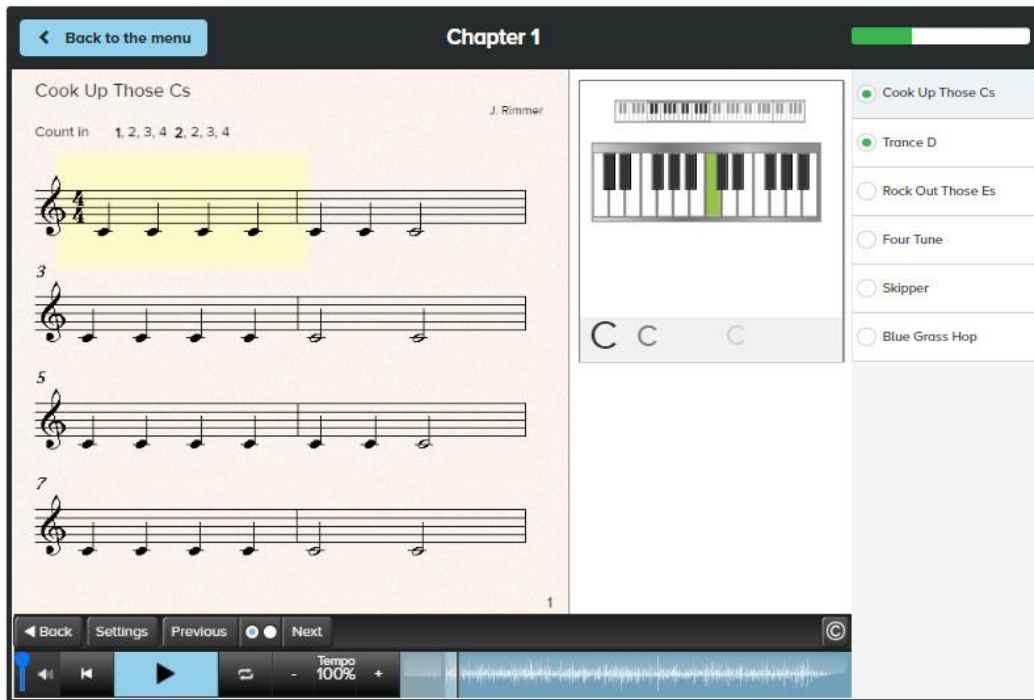 Back to the menu
Chapter 1
Cook Up Those Cs
J. Rimmer
Count in 1, 2, 3, 4 2, 2, 3, 4
4
4
3
5
7
1
C C C
Cook Up Those Cs
Trance D
Rock Out Those Es
Four Tune
Skipper
Blue Grass Hop
Back Settings Previous Next ©
Tempo
- 100% +